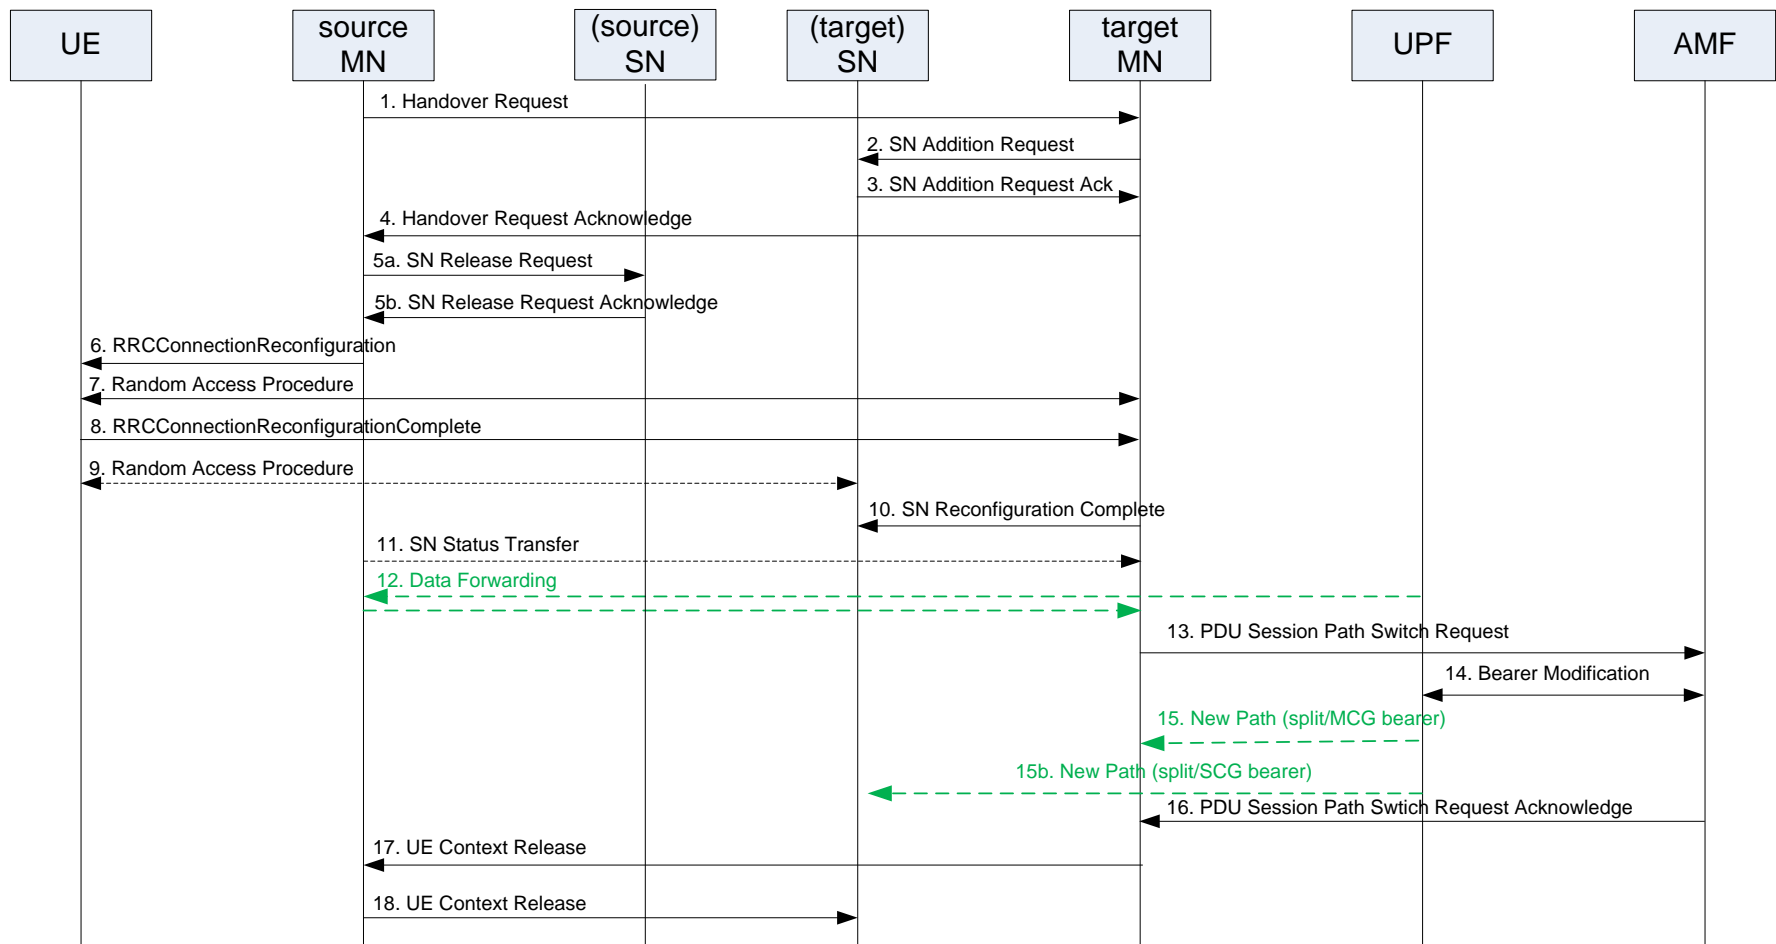 UE
source
MN
(source)
SN
(target)
SN
target
MN
UPF
AMF
1. Handover Request
2. SN Addition Request
3. SN Addition Request Ack
4. Handover Request Acknowledge
5a. SN Release Request
5b. SN Release Request Acknowledge
6. RRCConnectionReconfiguration
7. Random Access Procedure
8. RRCConnectionReconfigurationComplete
9. Random Access Procedure
10. SN Reconfiguration Complete
11. SN Status Transfer
12. Data Forwarding
13. PDU Session Path Switch Request
14. Bearer Modification
15. New Path (split/MCG bearer)
15b. New Path (split/SCG bearer)
16. PDU Session Path Swtich Request Acknowledge
17. UE Context Release
18. UE Context Release